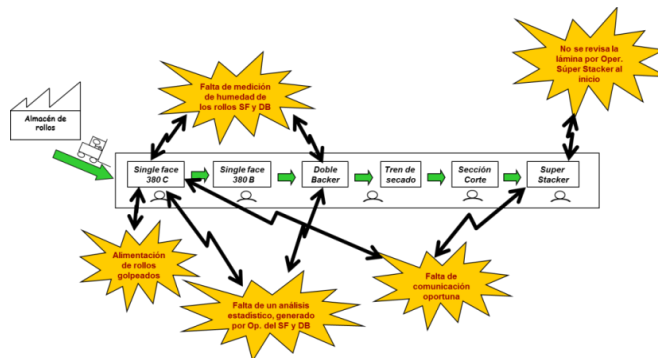 No se revisa la
lámina por Oper.
Súper Stacker al
inicio
Falta de medición
de humedad de
los rollos SF y DB
Almacén de
rollos
Single face
380 C
Single face
380 B
Doble
Backer
Tren de
secado
Sección
Corte
Super
Stacker
Alimentación
de rollos
golpeados
Falta de un análisis
estadístico, generado
por Op. del SF y DB
Falta de
comunicación
oportuna